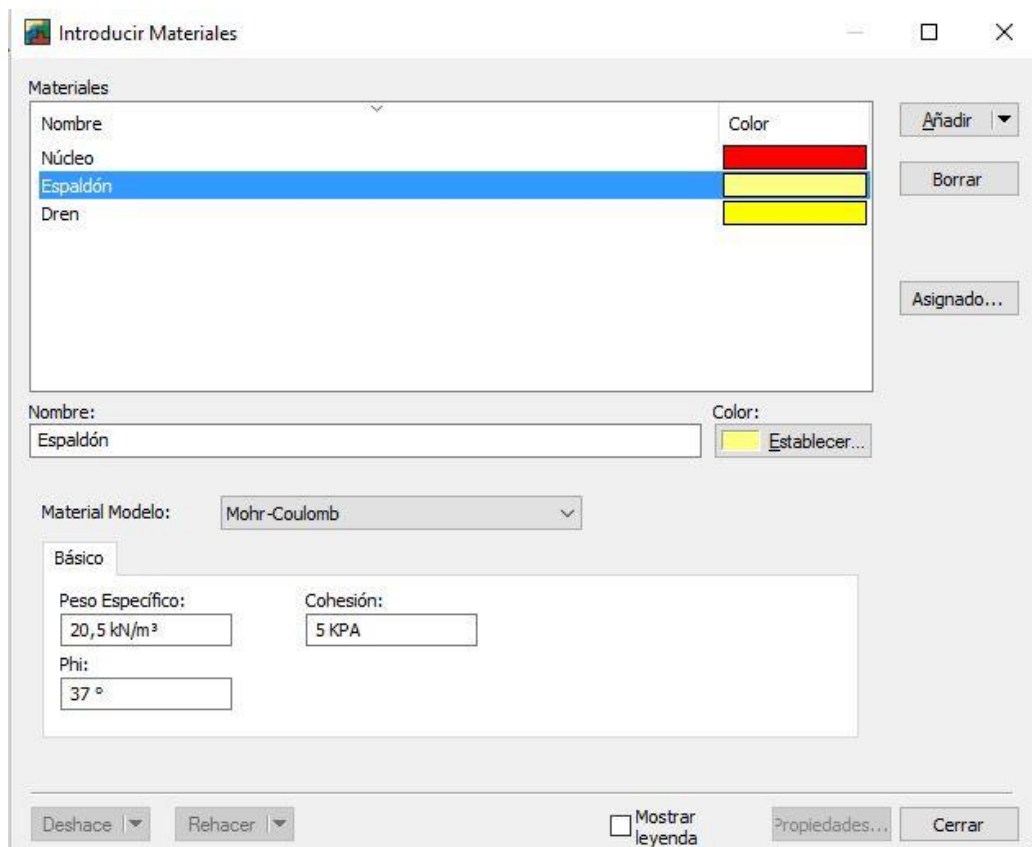 Introducir Materiales
Materiales
Nombre Color
Añadir
Núcleo
Espaldón
Borrar
Dren
Asignado...
Nombre: Color:
Espaldón Establecer...
Material Modelo: Mohr-Coulomb
Básico
Peso Específico: Cohesión:
20,5 kN/m³ 5 KPA
Phi:
37 °
Deshace Rehacer Mostrar
leyenda
Propiedades... Cerrar